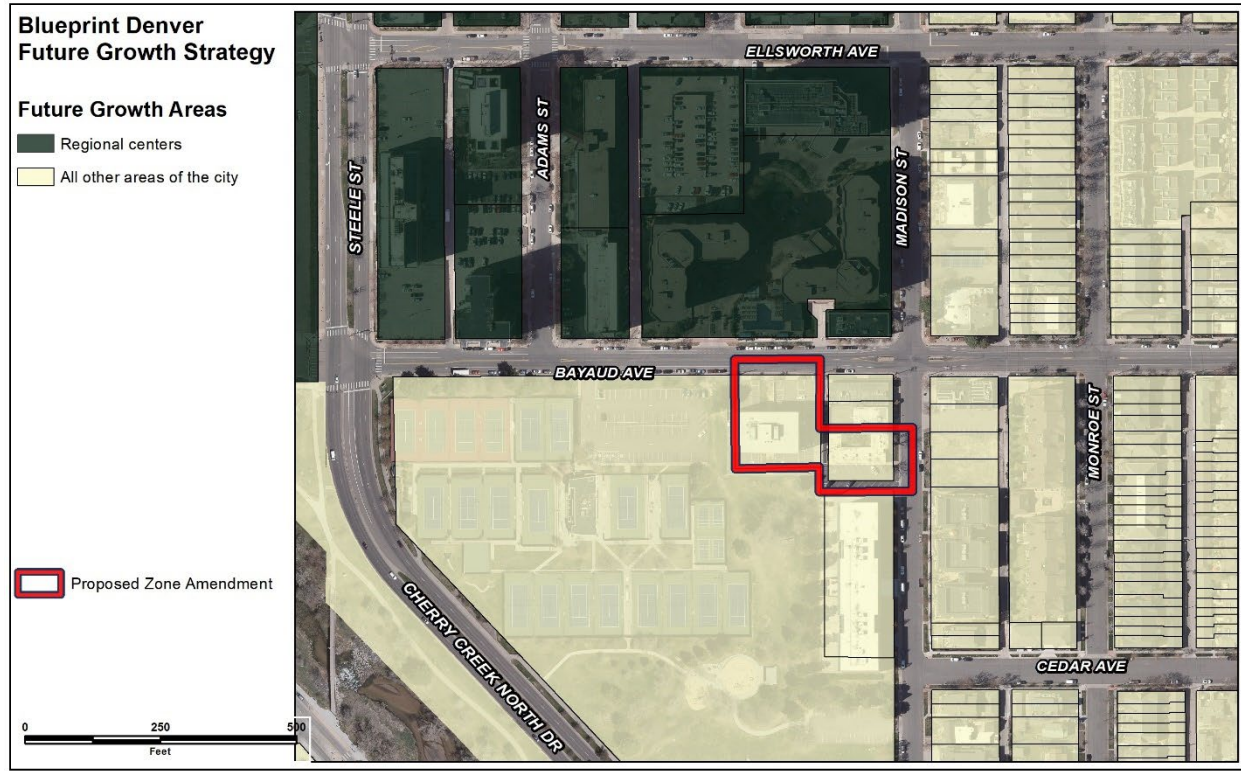 Blueprint Denver
Future Growth Strategy
Future Growth Areas
Regional centers
All other areas of the city
Proposed Zone Amendment
0 250 500
Feet
ELLSWORTH AVE
STEELE ST
ADAMS ST
MADISON ST
BAYAUD AVE
MONROE ST
CHERRY CREEK NORTH DR
CEDAR AVE